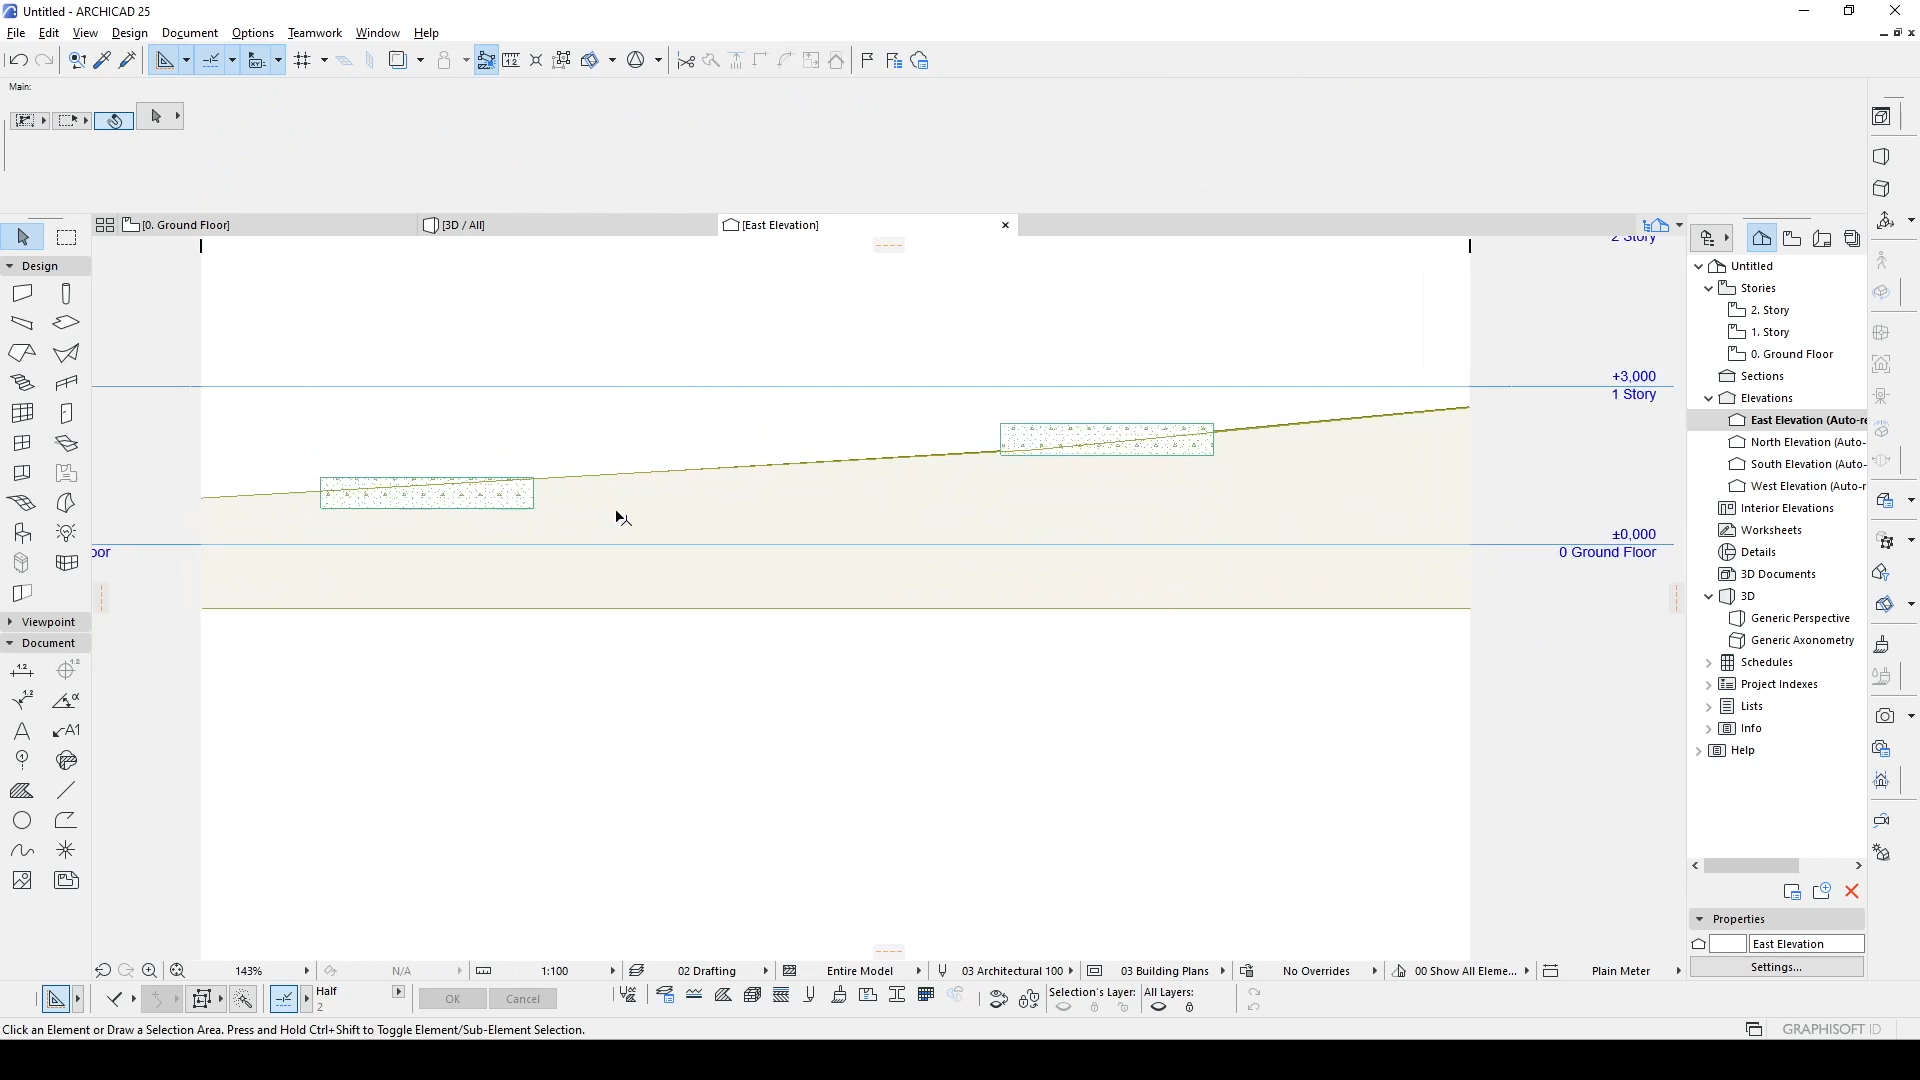 Untitled - ARCHICAD 25
File Edit View Design Document Options Teamwork Window Help
Main:
[0. Ground Floor] [3D / All] [East Elevation]
Design
Viewpoint
Document
2 Story
+3,000
1 Story
±0,000
0 Ground Floor
oor
Untitled
Stories
2. Story
1. Story
0. Ground Floor
Sections
Elevations
East Elevation (Auto-re
North Elevation (Auto-
South Elevation (Auto-
West Elevation (Auto-r
Interior Elevations
Worksheets
Details
3D Documents
3D
Generic Perspective
Generic Axonometry
Schedules
Project Indexes
Lists
Info
Help
Properties
East Elevation
Settings...
143% N/A 1:100 02 Drafting Entire Model 03 Architectural 100 03 Building Plans No Overrides 00 Show All Eleme... Plain Meter
Half
2
OK Cancel
Selection's Layer: All Layers:
Click an Element or Draw a Selection Area. Press and Hold Ctrl+Shift to Toggle Element/Sub-Element Selection.
GRAPHISOFT ID